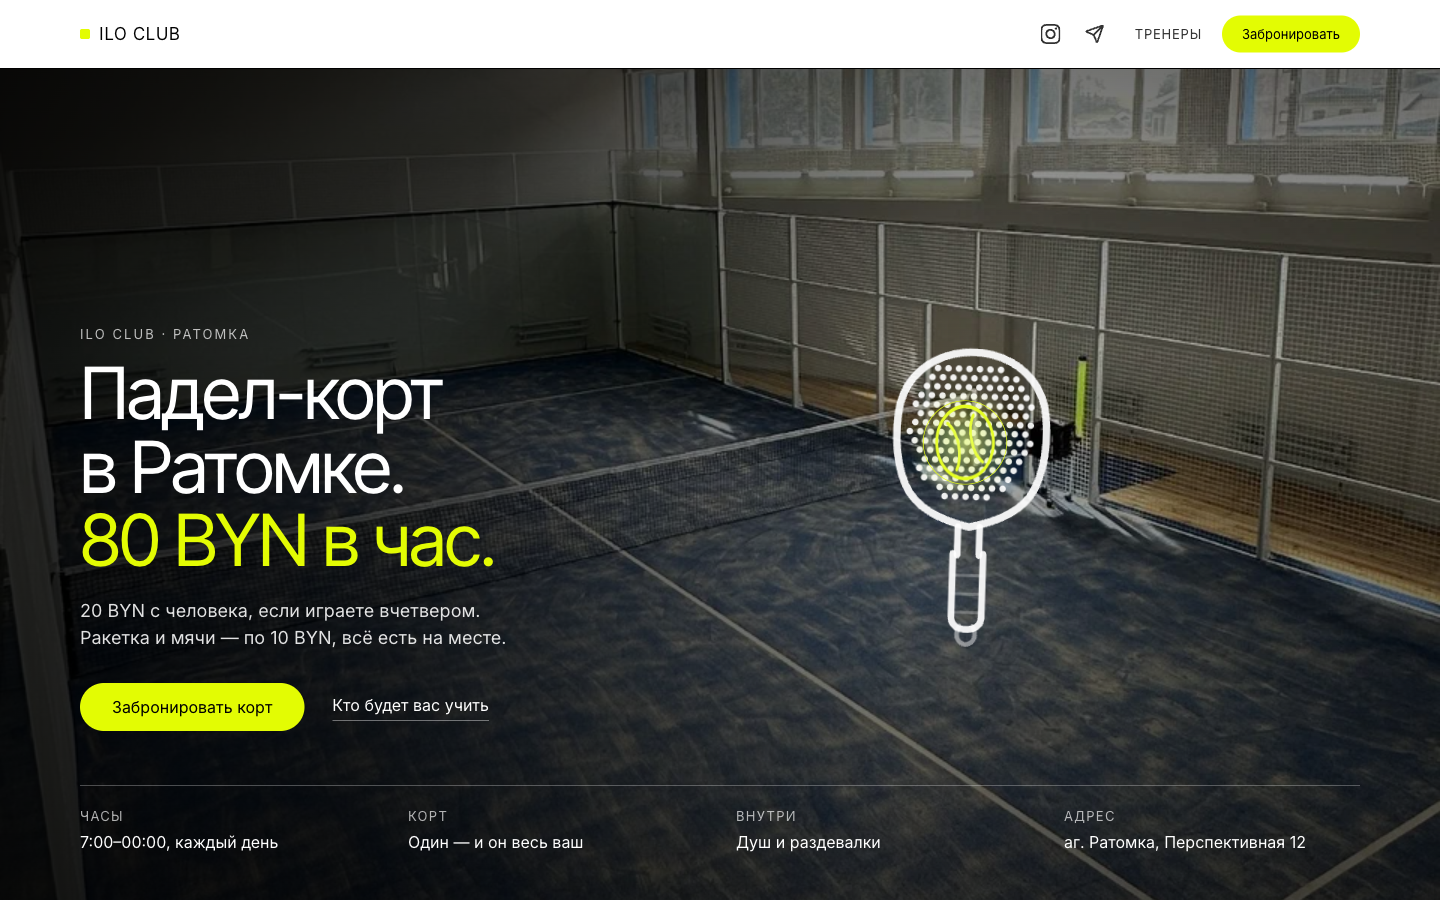 ILO CLUB
ТРЕНЕРЫ
Забронировать
ILO CLUB · РАТОМКА
Падел-корт
в Ратомке.
80 BYN в час.
20 BYN с человека, если играете вчетвером.
Ракетка и мячи — по 10 BYN, всё есть на месте.
Забронировать корт
Кто будет вас учить
ЧАСЫ
7:00–00:00, каждый день
КОРТ
Один — и он весь ваш
ВНУТРИ
Душ и раздевалки
АДРЕС
аг. Ратомка, Перспективная 12